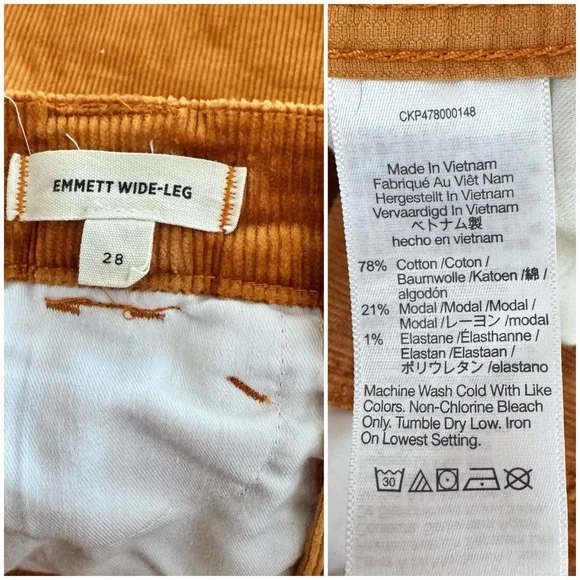 EMMETT WIDE-LEG
28
CKP478000148
Made In Vietnam
Fabriqué Au Viêt Nam
Hergestellt In Vietnam
Vervaardigd In Vietnam
ベトナム製
hecho en vietnam
78% Cotton /Coton /
Baumwolle /Katoen /綿 /
algodón
21% Modal /Modal /Modal /
Modal /レーヨン /modal
1% Elastane /Élasthanne /
Elastan /Elastaan /
ポリウレタン /elastano
Machine Wash Cold With Like
Colors. Non-Chlorine Bleach
Only. Tumble Dry Low. Iron
On Lowest Setting.
30